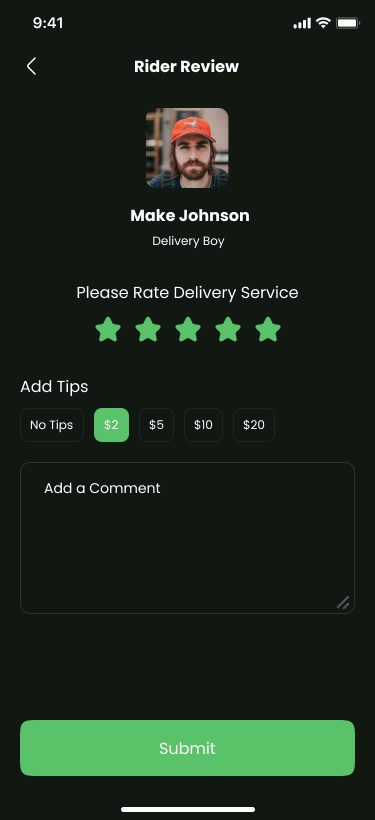 9:41
Rider Review
Make Johnson
Delivery Boy
Please Rate Delivery Service
Add Tips
No Tips $2 $5 $10 $20
Add a Comment
Submit